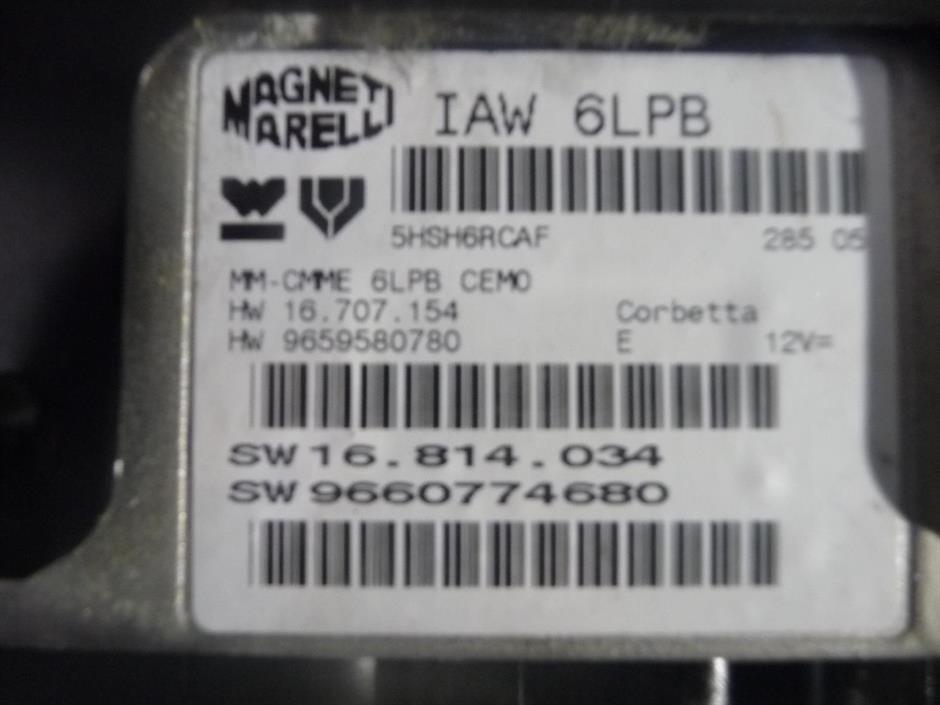 MAGNETI
MARELLI
IAW 6LPB
5HSH6RCAF 285 05
MM-CMME 6LPB CEMO
HW 16.707.154 Corbetta
HW 9659580780 E 12V=
SW 16.814.034
SW 9660774680